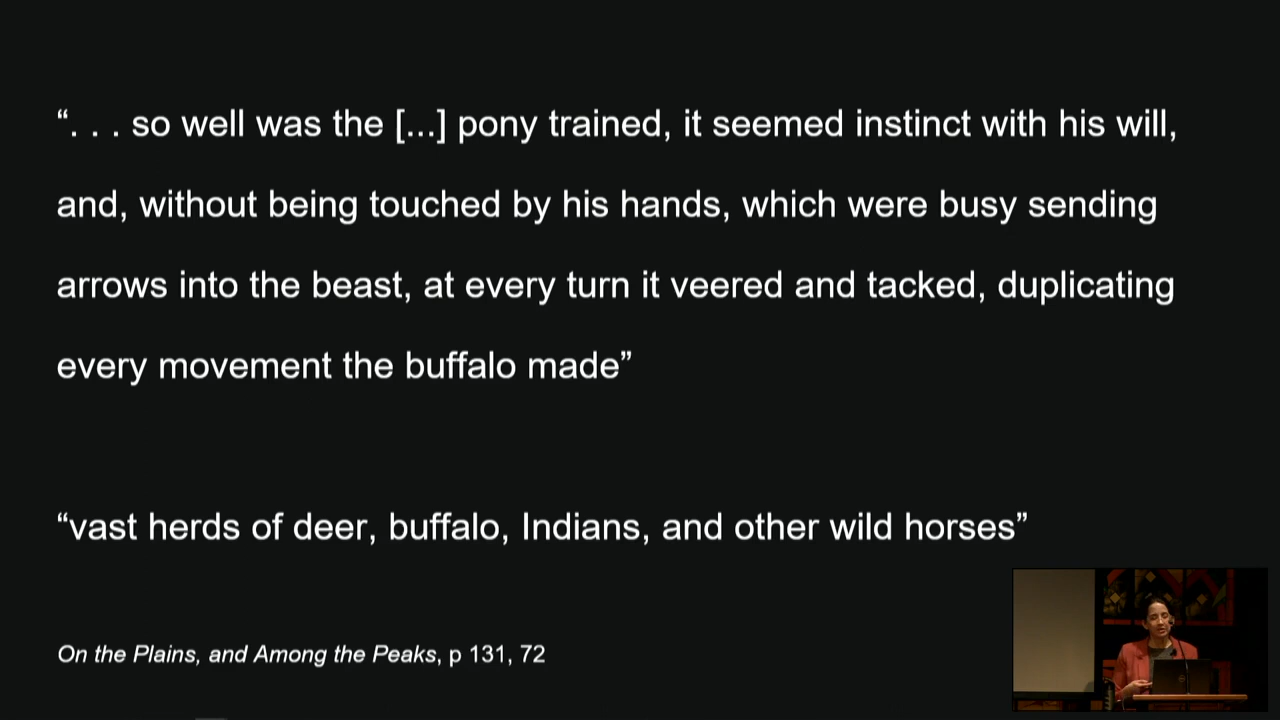 “. . . so well was the [...] pony trained, it seemed instinct with his will,
and, without being touched by his hands, which were busy sending
arrows into the beast, at every turn it veered and tacked, duplicating
every movement the buffalo made”
“vast herds of deer, buffalo, Indians, and other wild horses”
On the Plains, and Among the Peaks, p 131, 72